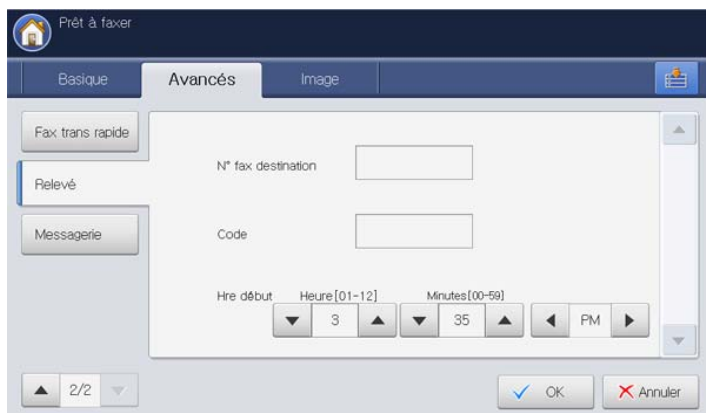 Prêt à faxer
Basique Avancés Image
Fax trans rapide
N° fax destination
Relevé
Messagerie Code
Hre début Heure[01-12] Minutes[00-59]
3 35 PM
2/2 OK Annuler